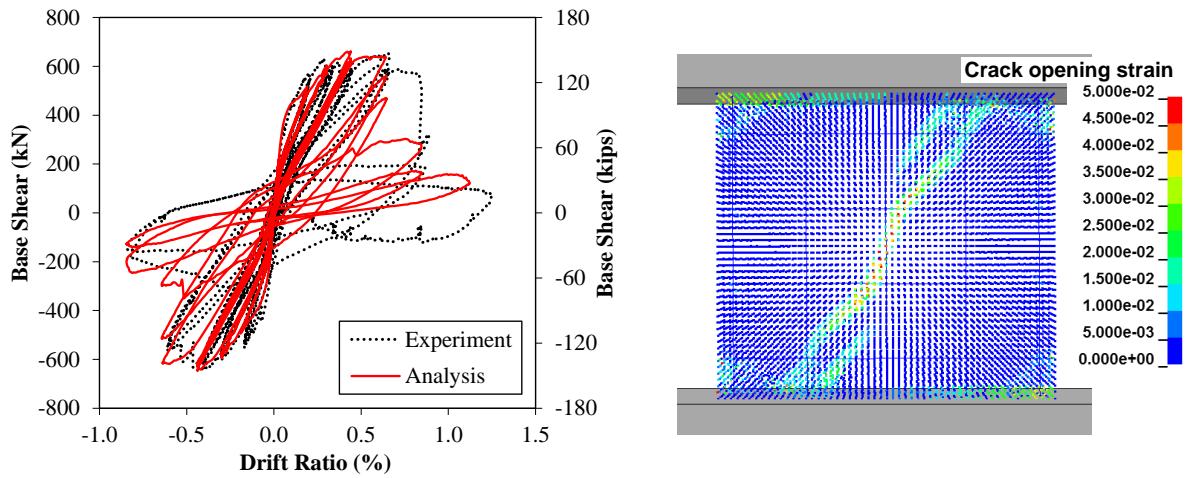 800
600
400
200
0
-200
-400
-600
-800
Base Shear (kN)
180
120
60
0
-60
-120
-180
Base Shear (kips)
Experiment
Analysis
-1.0 -0.5 0.0 0.5 1.0 1.5
Drift Ratio (%)
Crack opening strain
5.000e-02
4.500e-02
4.000e-02
3.500e-02
3.000e-02
2.500e-02
2.000e-02
1.500e-02
1.000e-02
5.000e-03
0.000e+00